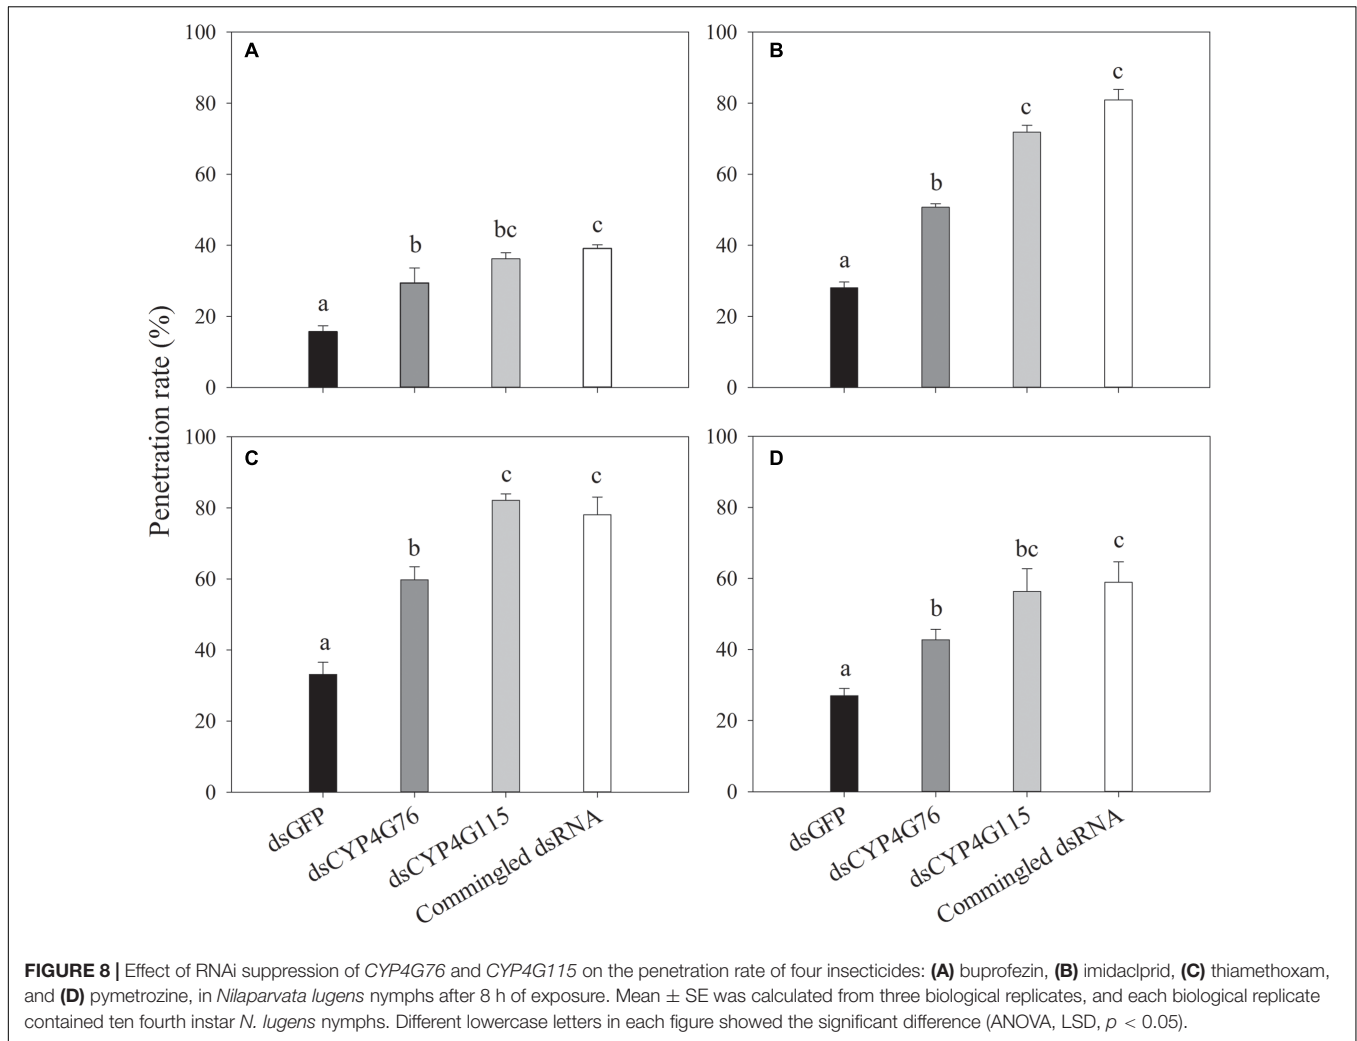 Penetration rate (%)
A
100
80
60
40
20
0
a
b
bc
c
B
100
80
60
40
20
0
a
b
c
c
C
100
80
60
40
20
0
a
b
c
c
dsGFP
dsCYP4G76
dsCYP4G115
Commingled dsRNA
D
100
80
60
40
20
0
a
b
bc
c
dsGFP
dsCYP4G76
dsCYP4G115
Commingled dsRNA
FIGURE 8 | Effect of RNAi suppression of CYP4G76 and CYP4G115 on the penetration rate of four insecticides: (A) buprofezin, (B) imidaclprid, (C) thiamethoxam,
and (D) pymetrozine, in Nilaparvata lugens nymphs after 8 h of exposure. Mean ± SE was calculated from three biological replicates, and each biological replicate
contained ten fourth instar N. lugens nymphs. Different lowercase letters in each figure showed the significant difference (ANOVA, LSD, p < 0.05).